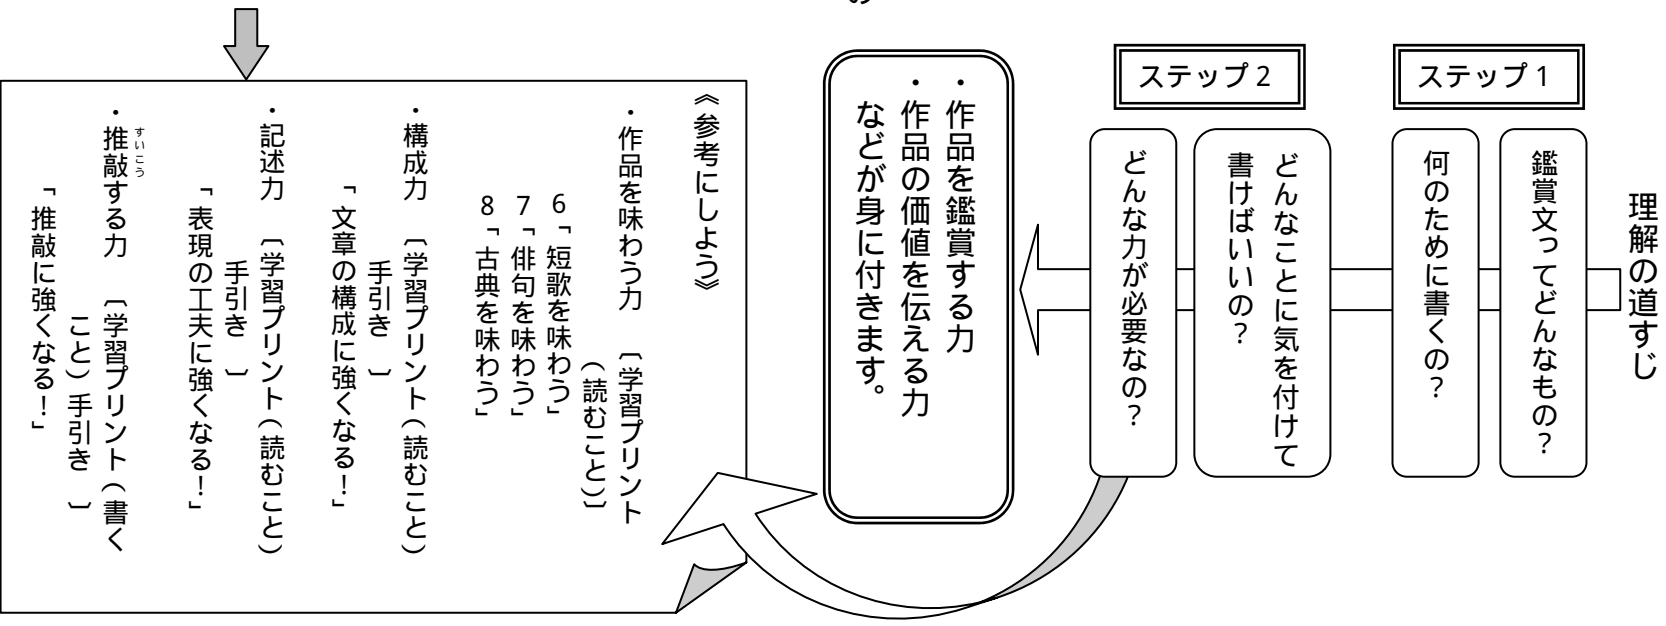 理解の道すじ
ステップ1
鑑賞文ってどんなもの?
何のために書くの?
ステップ2
どんなことに気を付けて
書けばいいの?
どんな力が必要なの?
・作品を鑑賞する力
・作品の価値を伝える力
などが身に付きます。
《参考にしよう》
・作品を味わう力 〔学習プリント
(読むこと)〕
6「短歌を味わう」
7「俳句を味わう」
8「古典を味わう」
・構成力 〔学習プリント(読むこと)
手引き 〕
「文章の構成に強くなる!」
・記述力 〔学習プリント(読むこと)
手引き 〕
「表現の工夫に強くなる!」
すいこう
・推敲する力 〔学習プリント(書く
こと)手引き 〕
「推敲に強くなる!」